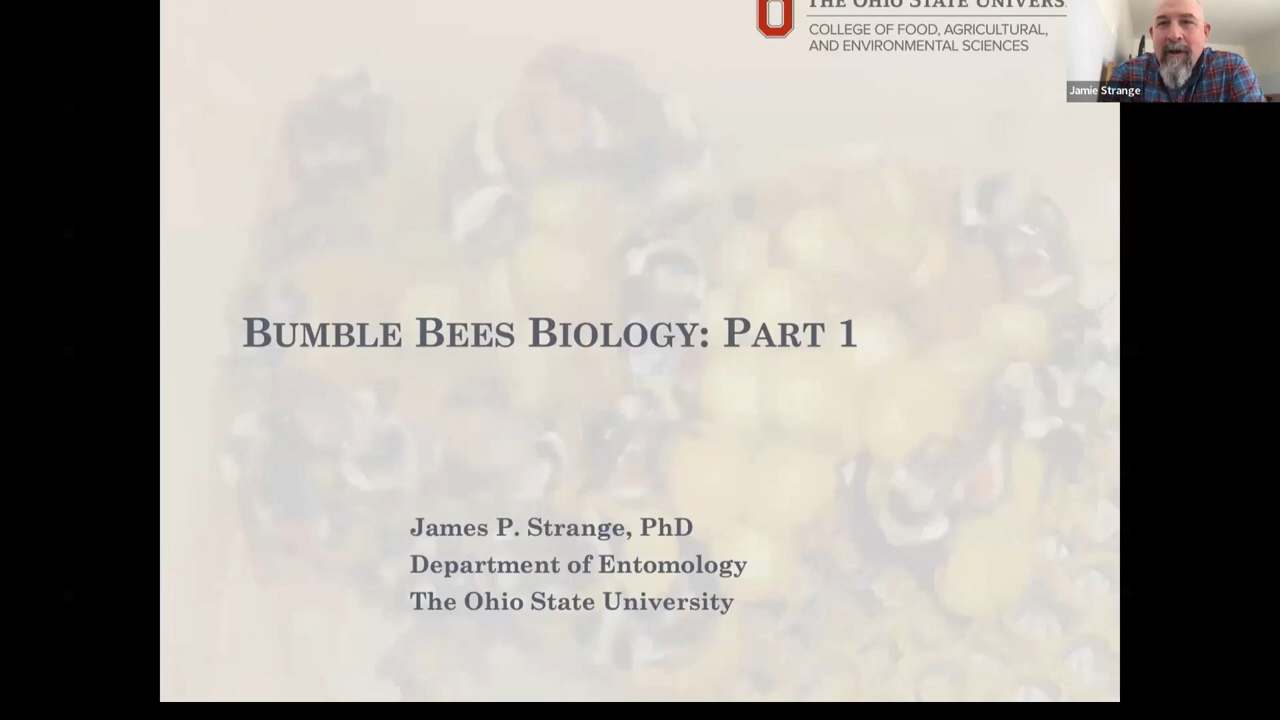 THE OHIO STATE UNIVERS
COLLEGE OF FOOD, AGRICULTURAL,
AND ENVIRONMENTAL SCIENCES
Jamie Strange
BUMBLE BEES BIOLOGY: PART 1
James P. Strange, PhD
Department of Entomology
The Ohio State University